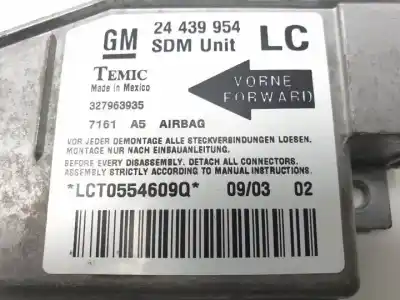 GM 24 439 954 LC
SDM Unit
TEMIC
Made in Mexico
VORNE
FORWARD
327963935
7161 A5 AIRBAG
VOR JEDER DEMONTAGE ALLE STECKVERBINDUNGEN LOESEN.
MONTAGE NUR NACH EINBAUANLEITUNG.
BEFORE EVERY DISASSEMBLY. DETACH ALL CONNECTORS.
ASSEMBLY STRICTLY ACCORDING TO MANUAL INSTRUCTIONS.
*LCT0554609Q* 09/03 02